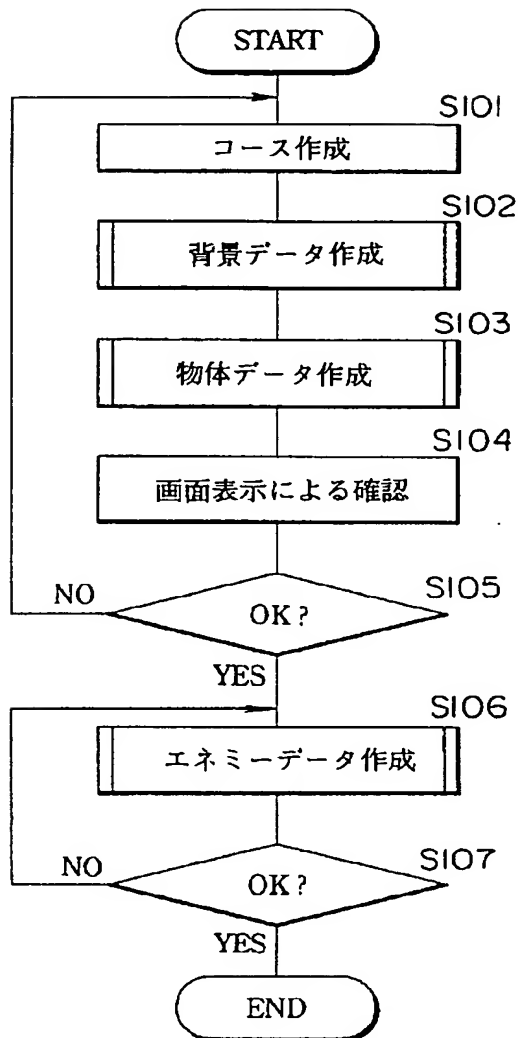 START
S101
コース作成
S102
背景データ作成
S103
物体データ作成
S104
画面表示による確認
S105
NO
OK?
YES
S106
エネミーデータ作成
S107
NO
OK?
YES
END